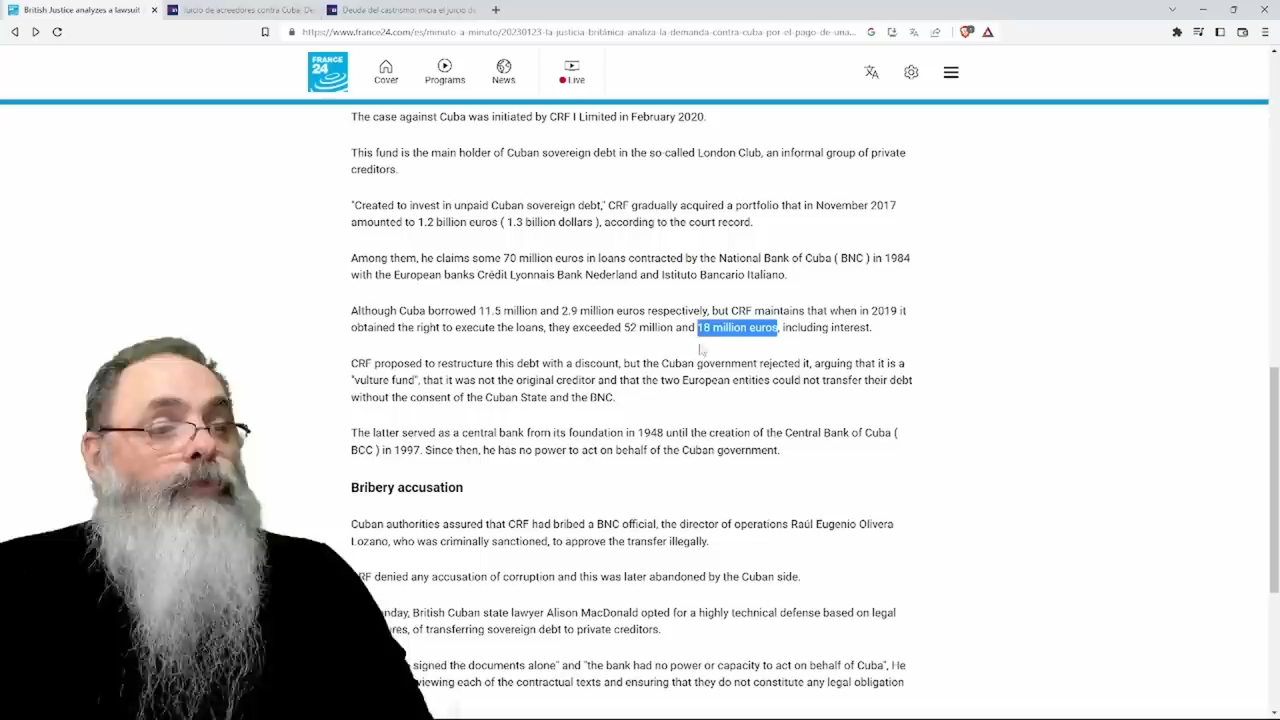 British Justice analyzes a lawsuit
Juicio de acreedores contra Cuba: De
Deuda del castrismo: inicia el juicio de
https://www.france24.com/es/minuto-a-minuto/20230123-la-justicia-británica-analiza-la-demanda-contra-cuba-por-el-pago-de-una...
FRANCE
24
Cover
Programs
News
Live
The case against Cuba was initiated by CRF I Limited in February 2020.
This fund is the main holder of Cuban sovereign debt in the so-called London Club, an informal group of private
creditors.
"Created to invest in unpaid Cuban sovereign debt," CRF gradually acquired a portfolio that in November 2017
amounted to 1.2 billion euros ( 1.3 billion dollars ), according to the court record.
Among them, he claims some 70 million euros in loans contracted by the National Bank of Cuba ( BNC ) in 1984
with the European banks Crédit Lyonnais Bank Nederland and Istituto Bancario Italiano.
Although Cuba borrowed 11.5 million and 2.9 million euros respectively, but CRF maintains that when in 2019 it
obtained the right to execute the loans, they exceeded 52 million and 18 million euros, including interest.
CRF proposed to restructure this debt with a discount, but the Cuban government rejected it, arguing that it is a
"vulture fund", that it was not the original creditor and that the two European entities could not transfer their debt
without the consent of the Cuban State and the BNC.
The latter served as a central bank from its foundation in 1948 until the creation of the Central Bank of Cuba (
BCC ) in 1997. Since then, he has no power to act on behalf of the Cuban government.
Bribery accusation
Cuban authorities assured that CRF had bribed a BNC official, the director of operations Raúl Eugenio Olivera
Lozano, who was criminally sanctioned, to approve the transfer illegally.
RF denied any accusation of corruption and this was later abandoned by the Cuban side.
nday, British Cuban state lawyer Alison MacDonald opted for a highly technical defense based on legal
res, of transferring sovereign debt to private creditors.
signed the documents alone" and "the bank had no power or capacity to act on behalf of Cuba", He
viewing each of the contractual texts and ensuring that they do not constitute any legal obligation